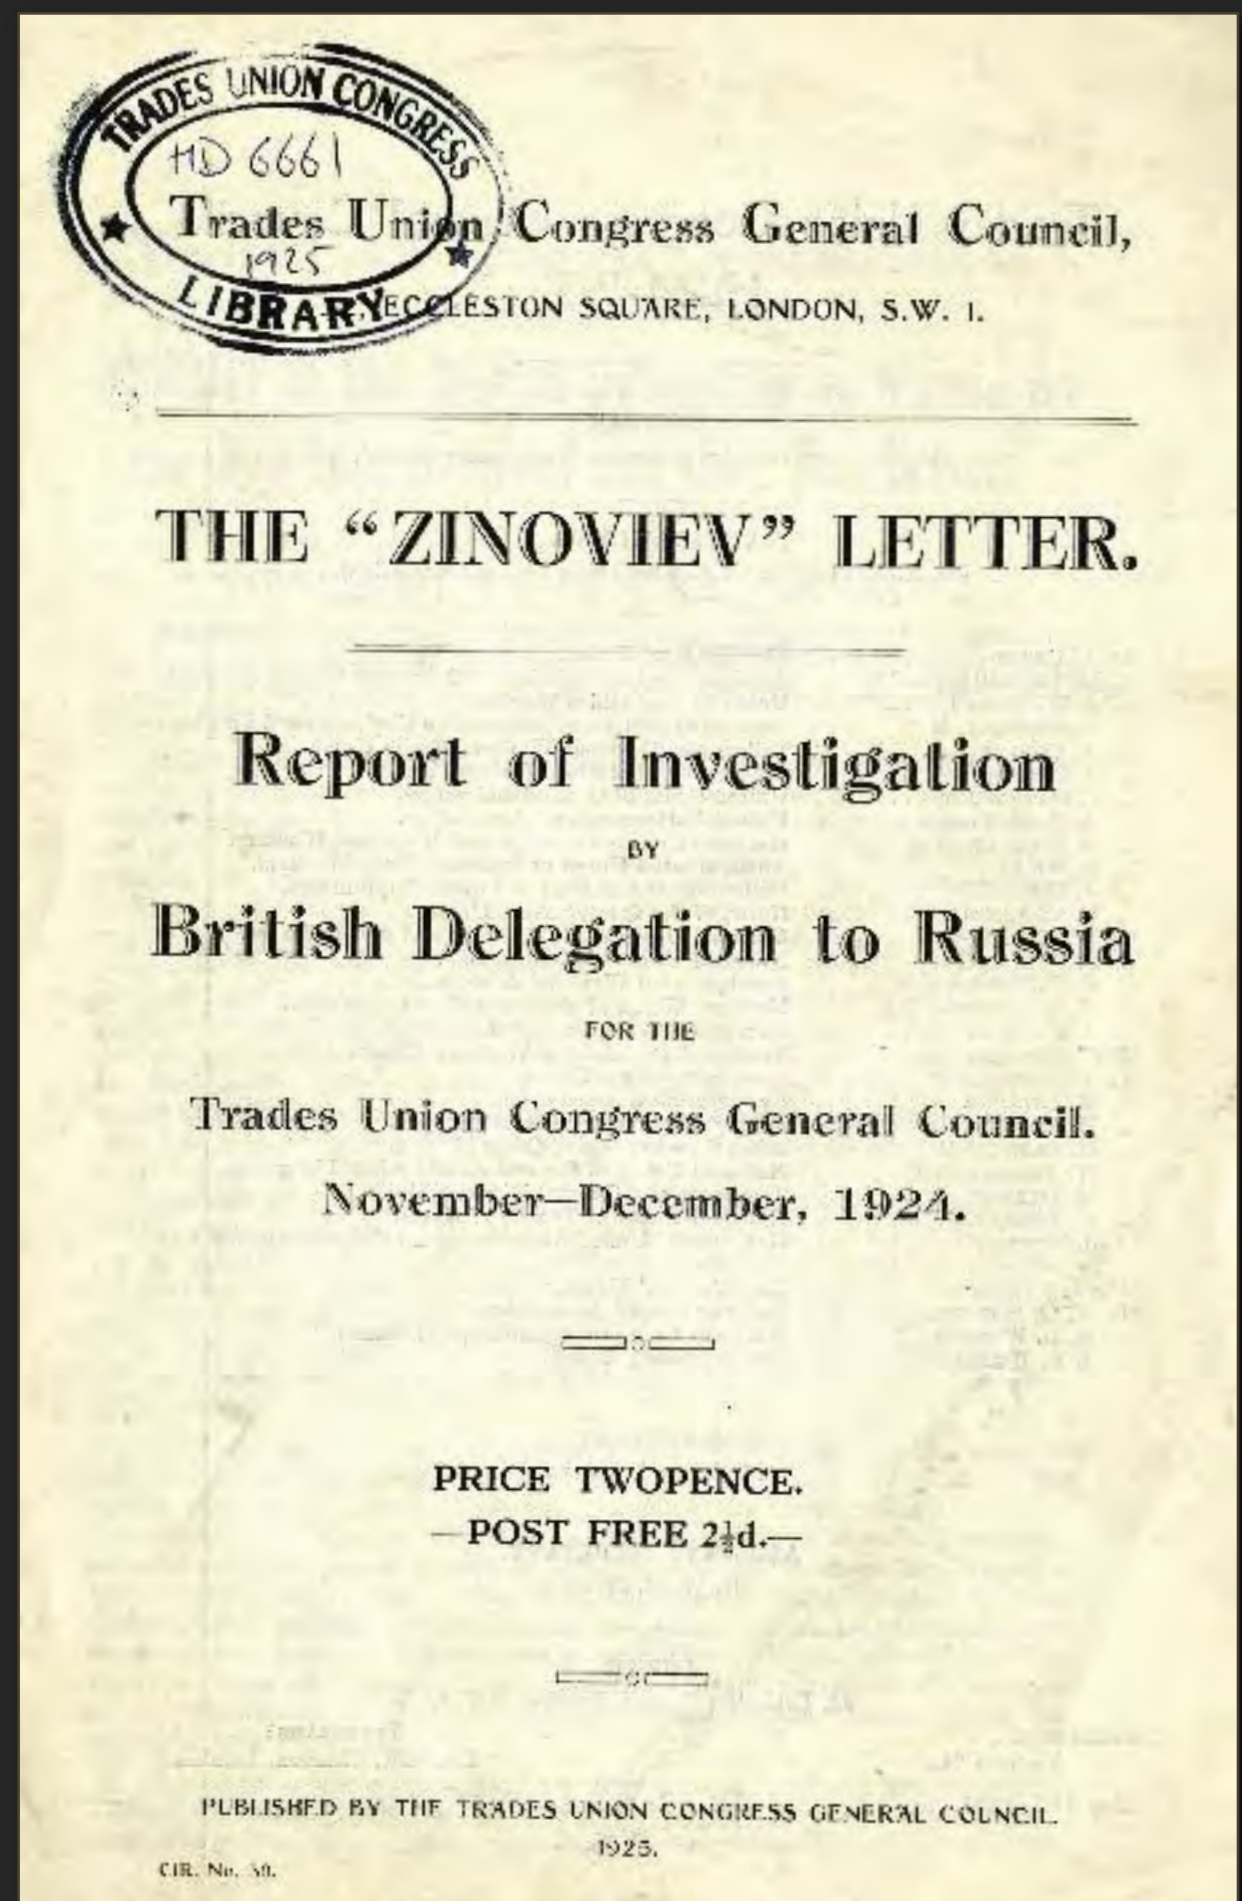 TRADES UNION CONGRESS
HD 6661
1925
LIBRARY
Trades Union Congress General Council,
ECCLESTON SQUARE, LONDON, S.W. 1.
THE “ZINOVIEV” LETTER.
Report of Investigation
BY
British Delegation to Russia
FOR THE
Trades Union Congress General Council.
November—December, 1924.
PRICE TWOPENCE.
—POST FREE 2½d.—
PUBLISHED BY THE TRADES UNION CONGRESS GENERAL COUNCIL.
1925.
CIR. No.